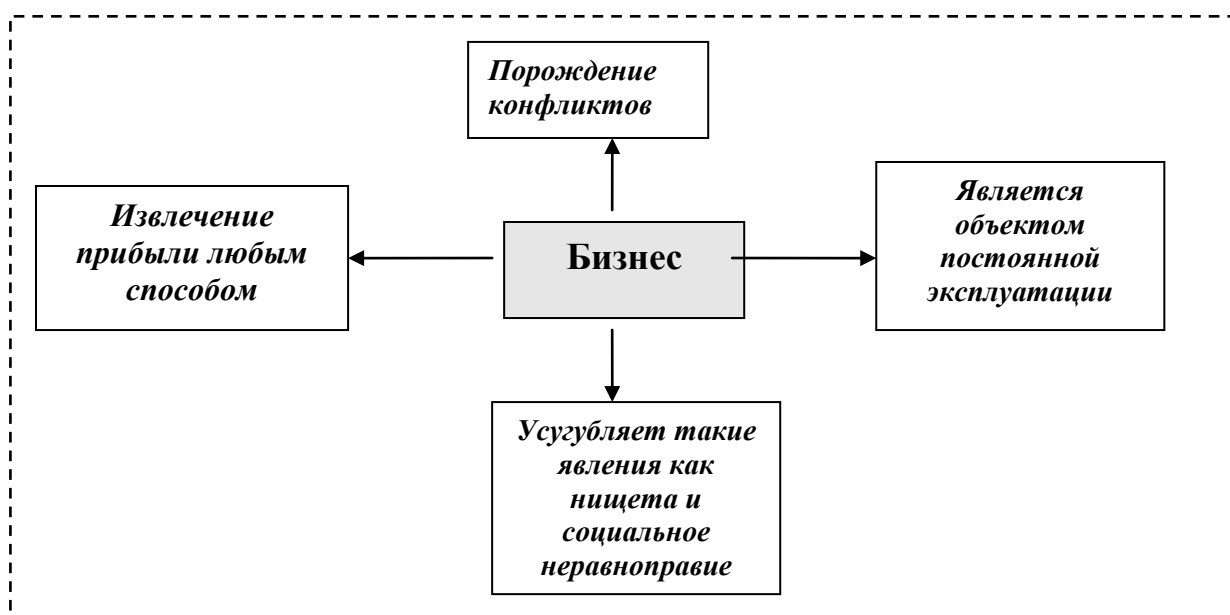 Порождение
конфликтов
Извлечение
прибыли любым
способом
Бизнес
Является
объектом
постоянной
эксплуатации
Усугубляет такие
явления как
нищета и
социальное
неравноправие